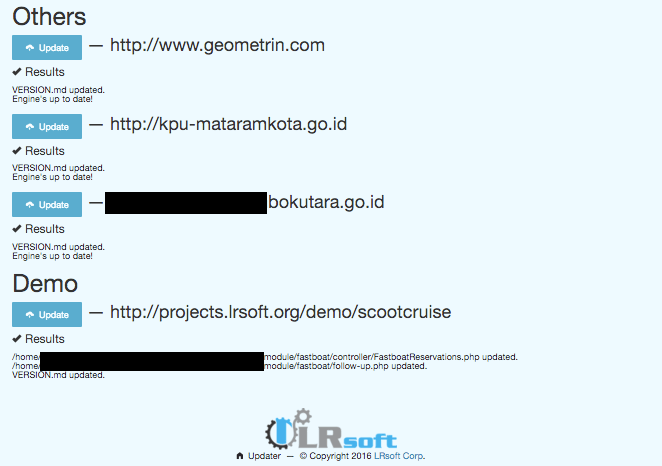 Others
Update — http://www.geometrin.com
Results
VERSION.md updated.
Engine's up to date!
Update — http://kpu-mataramkota.go.id
Results
VERSION.md updated.
Engine's up to date!
Update — bokutara.go.id
Results
VERSION.md updated.
Engine's up to date!
Demo
Update — http://projects.lrsoft.org/demo/scootcruise
Results
/home/ module/fastboat/controller/FastboatReservations.php updated.
/home/ module/fastboat/follow-up.php updated.
VERSION.md updated.
LRsoft
Updater — © Copyright 2016 LRsoft Corp.